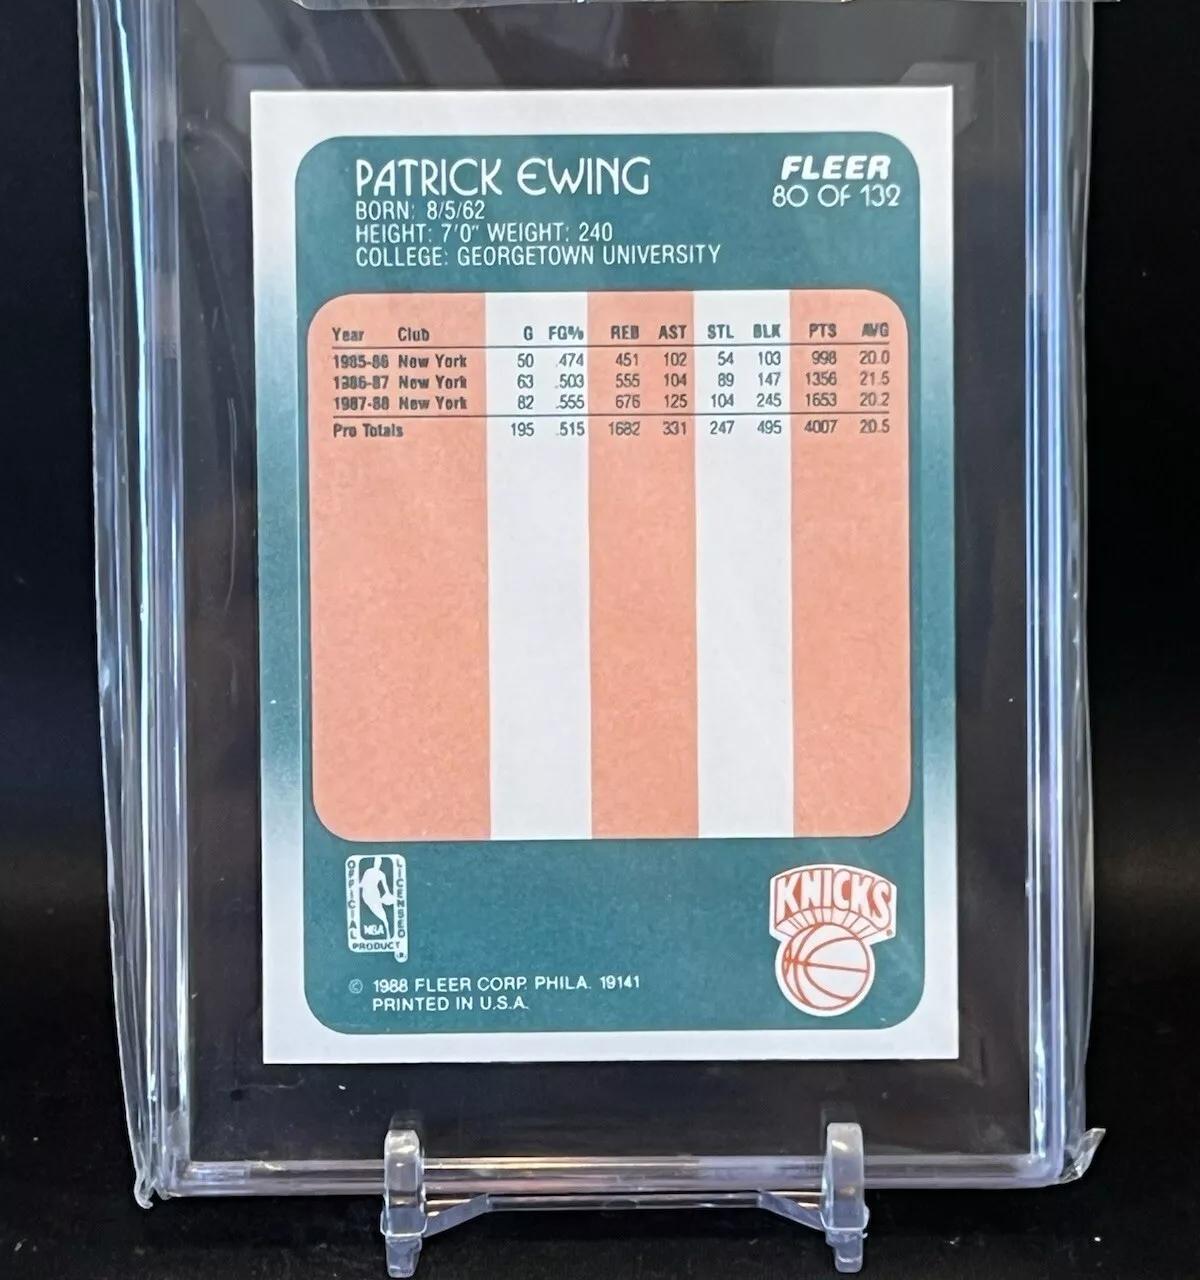 PATRICK EWING
FLEER
80 OF 132
BORN: 8/5/62
HEIGHT: 7'0" WEIGHT: 240
COLLEGE: GEORGETOWN UNIVERSITY
Year Club G FG% REB AST STL BLK PTS AVG
1985-86 New York 50 .474 451 102 54 103 998 20.0
1986-87 New York 63 .503 555 104 89 147 1356 21.5
1987-88 New York 82 .555 676 125 104 245 1653 20.2
Pro Totals 195 .515 1682 331 247 495 4007 20.5
OFFICIAL
LICENSED
NBA
PRODUCT
KNICKS
© 1988 FLEER CORP. PHILA. 19141
PRINTED IN U.S.A.